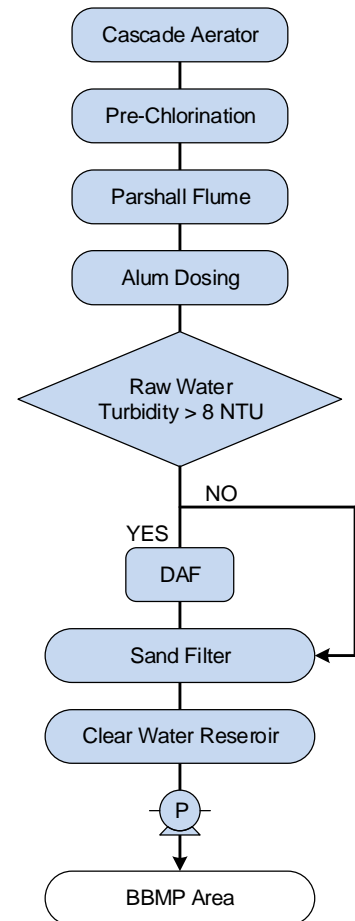 Cascade Aerator
Pre-Chlorination
Parshall Flume
Alum Dosing
Raw Water
Turbidity > 8 NTU
NO
YES
DAF
Sand Filter
Clear Water Reseroir
P
BBMP Area